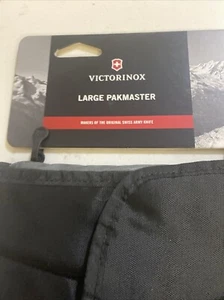 VICTORINOX
LARGE PAKMASTER
MAKERS OF THE ORIGINAL SWISS ARMY KNIFE